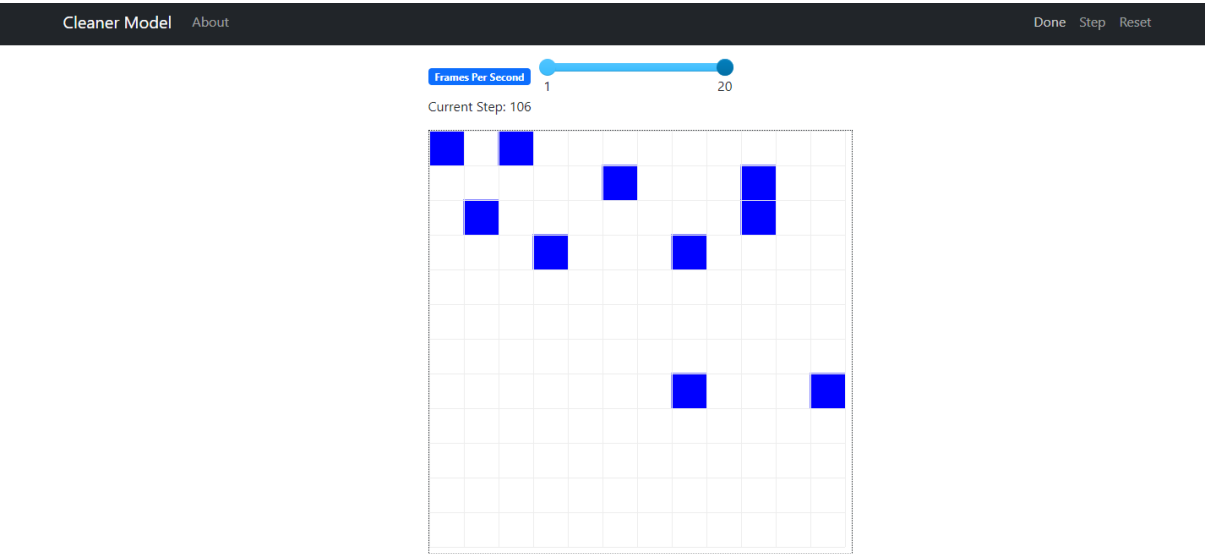 Cleaner Model About Done Step Reset
Frames Per Second
1 20
Current Step: 106